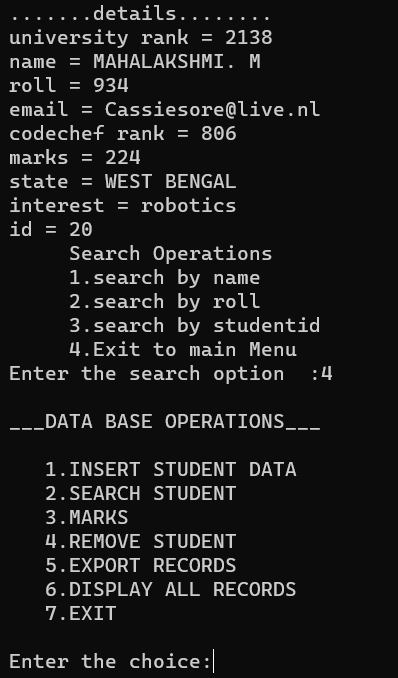 .......details........
university rank = 2138
name = MAHALAKSHMI. M
roll = 934
email = Cassiesore@live.nl
codechef rank = 806
marks = 224
state = WEST BENGAL
interest = robotics
id = 20
Search Operations
1.search by name
2.search by roll
3.search by studentid
4.Exit to main Menu
Enter the search option  :4
___DATA BASE OPERATIONS___
1.INSERT STUDENT DATA
2.SEARCH STUDENT
3.MARKS
4.REMOVE STUDENT
5.EXPORT RECORDS
6.DISPLAY ALL RECORDS
7.EXIT
Enter the choice: